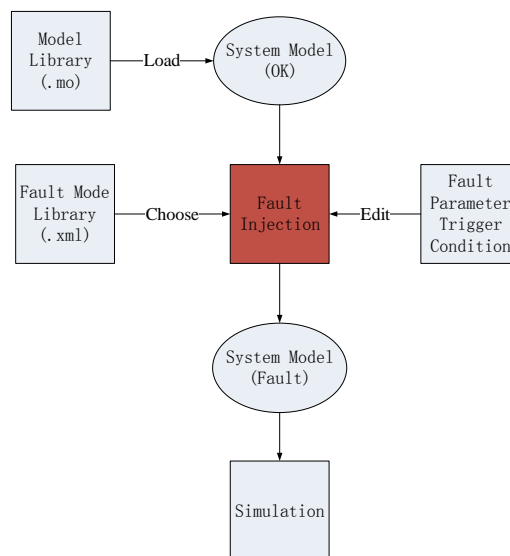 Model
Library
(.mo)
Load
System Model
(OK)
Fault Mode
Library
(.xml)
Choose
Fault
Injection
Edit
Fault
Parameter
Trigger
Condition
System Model
(Fault)
Simulation